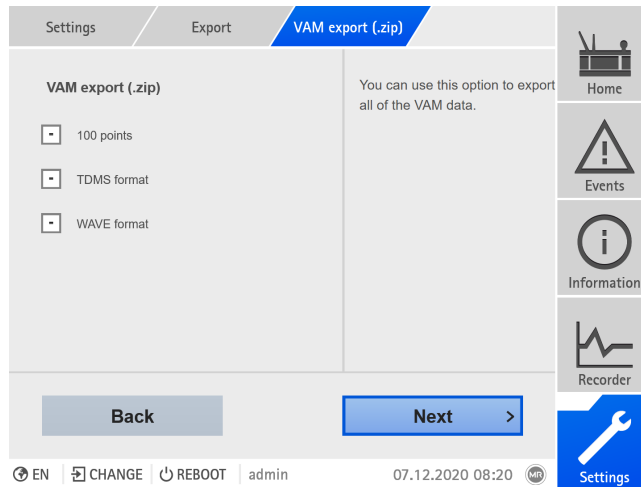 Settings
Export
VAM export (.zip)
VAM export (.zip)
100 points
TDMS format
WAVE format
You can use this option to export
all of the VAM data.
Back
Next
Home
Events
Information
Recorder
Settings
EN
CHANGE
REBOOT
admin
07.12.2020 08:20
MR